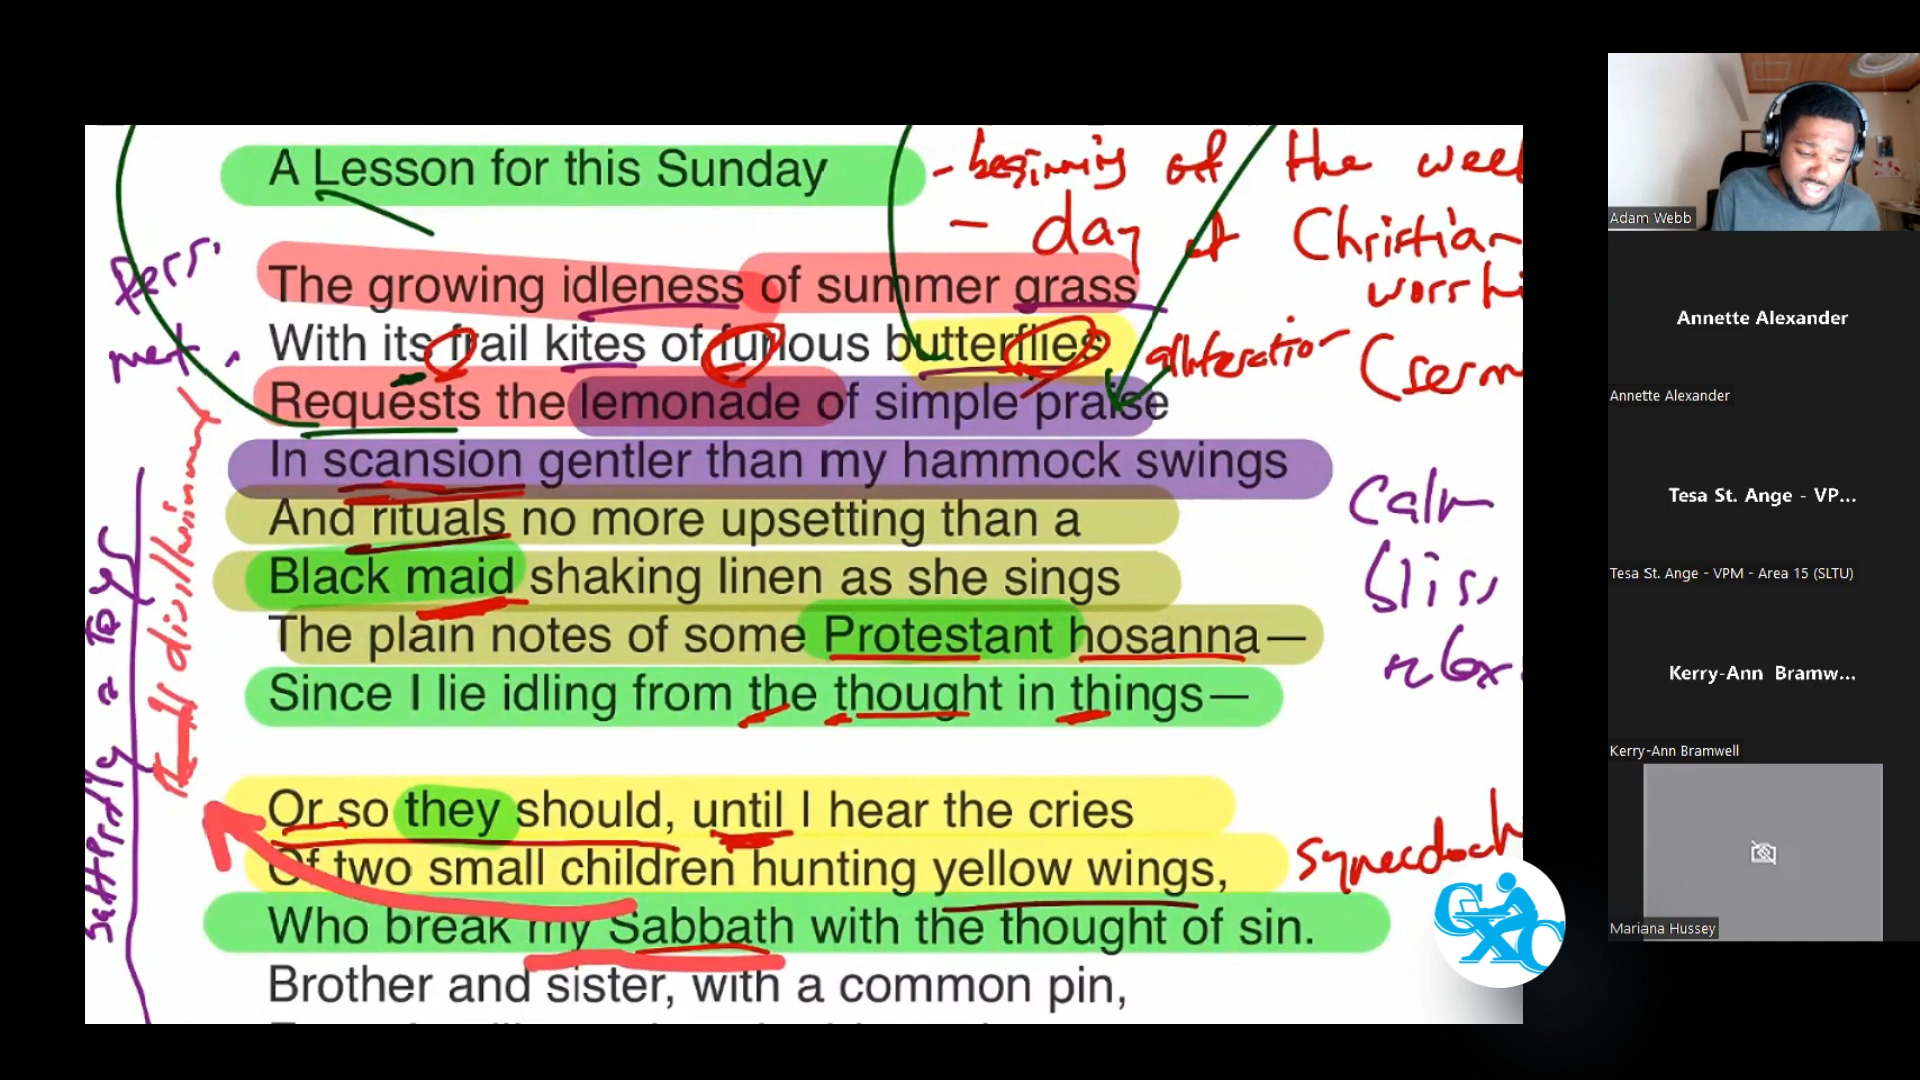 A Lesson for this Sunday
- beginning of the week
- day of Christian
worshi
pers.
met.
The growing idleness of summer grass
With its frail kites of furious butterflies
alliteration
(serm
Requests the lemonade of simple praise
In scansion gentler than my hammock swings
And rituals no more upsetting than a
Black maid shaking linen as she sings
The plain notes of some Protestant hosanna—
Since I lie idling from the thought in things—
calm
bliss
relax
Or so they should, until I hear the cries
Of two small children hunting yellow wings,
synecdoch
Who break my Sabbath with the thought of sin.
Brother and sister, with a common pin,
CXC
Adam Webb
Annette Alexander
Annette Alexander
Tesa St. Ange - VP...
Tesa St. Ange - VPM - Area 15 (SLTU)
Kerry-Ann Bramw...
Kerry-Ann Bramwell
Mariana Hussey